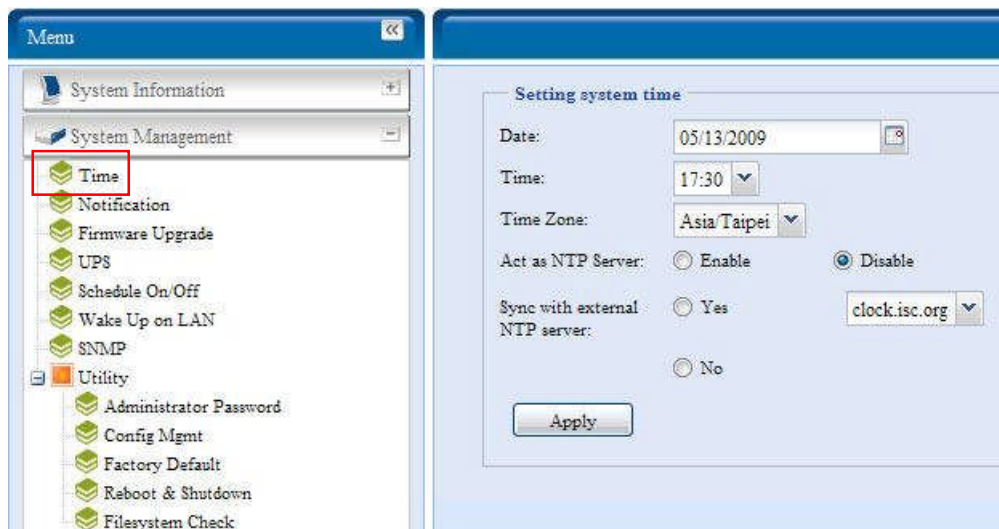 Menu
System Information
System Management
Time
Notification
Firmware Upgrade
UPS
Schedule On/Off
Wake Up on LAN
SNMP
Utility
Administrator Password
Config Mgmt
Factory Default
Reboot & Shutdown
Filesystem Check
Setting system time
Date: 05/13/2009
Time: 17:30
Time Zone: Asia/Taipei
Act as NTP Server: Enable Disable
Sync with external Yes clock.isc.org
NTP server:
No
Apply